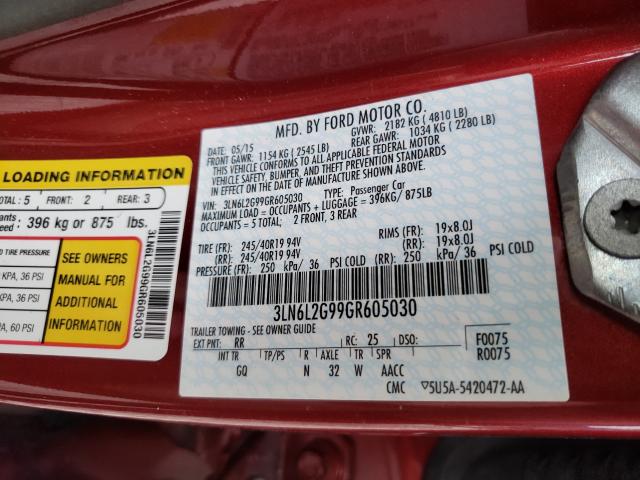 MFD. BY FORD MOTOR CO.
05/15 GVWR: 2182 KG ( 4810 LB)
FRONT GAWR: 1154 KG ( 2545 LB) REAR GAWR: 1034 KG ( 2280 LB)
THIS VEHICLE CONFORMS TO ALL APPLICABLE FEDERAL MOTOR
VEHICLE SAFETY, BUMPER, AND THEFT PREVENTION STANDARDS
IN EFFECT ON THE DATE OF MANUFACTURE SHOWN ABOVE.
VIN: 3LN6L2G99GR605030 TYPE: Passenger Car
MAXIMUM LOAD = OCCUPANTS + LUGGAGE = 396KG/ 875LB
OCCUPANTS = 5 TOTAL: 2 FRONT, 3 REAR
TIRE (FF): 245/40R19 94V RIMS (FF): 19x8.0J
(RR): 245/40R19 94V (RR): 19x8.0J
PRESSURE (FF): 250 kPa/ 36 PSI COLD (RR): 250 kPa/ 36 PSI COLD
3LN6L2G99GR605030
TRAILER TOWING - SEE OWNER GUIDE
EXT PNT: RR RC: 25 DSO: F0075
R0075
INT TR TP/PS R AXLE TR SPR
GQ N 32 W AACC
CMC ▽5U5A-5420472-AA
LOADING INFORMATION
TOTAL: 5 FRONT: 2 REAR: 3
396 kg or 875 lbs.
TIRE PRESSURE
KPA, 36 PSI
KPA, 36 PSI
KPA, 60 PSI
SEE OWNERS
MANUAL FOR
ADDITIONAL
INFORMATION
3LN6L2G99GR605030